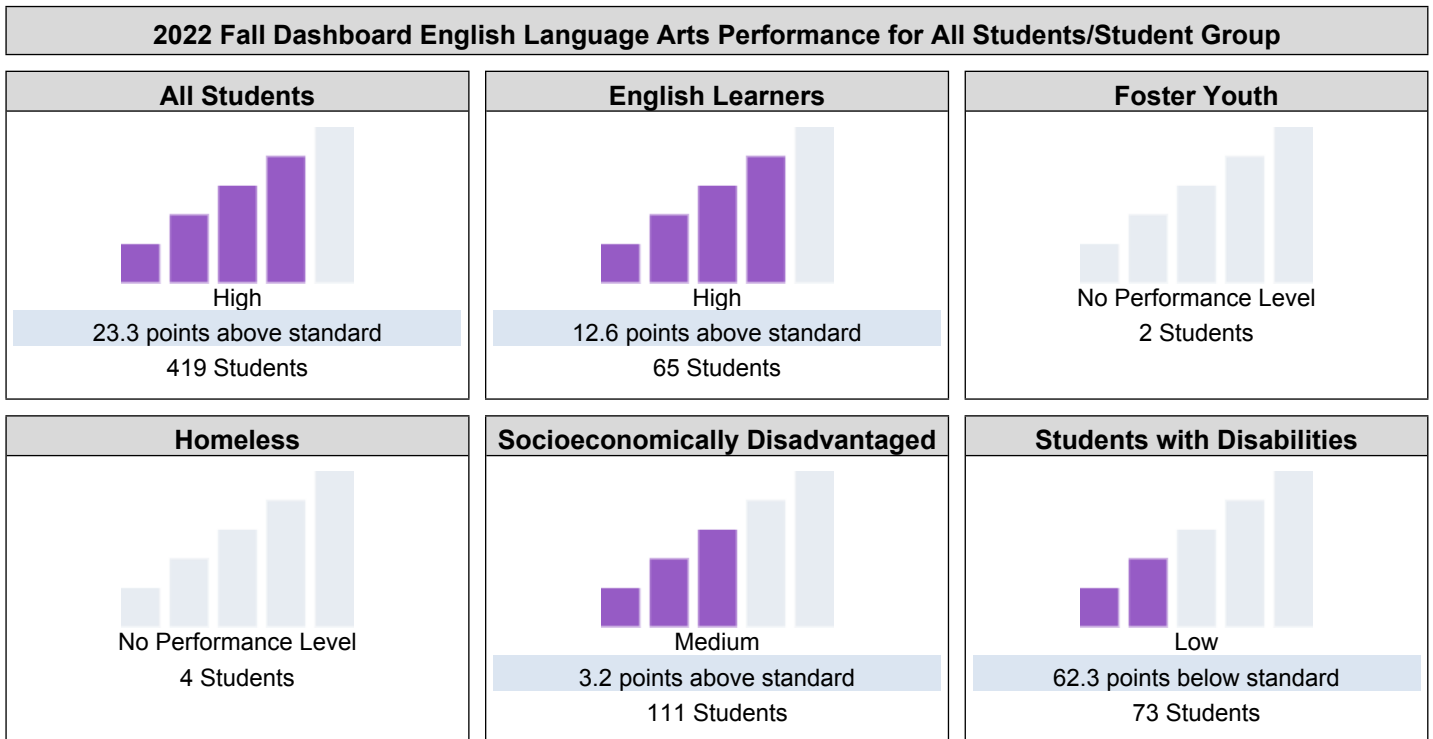 2022 Fall Dashboard English Language Arts Performance for All Students/Student Group
All Students
High
23.3 points above standard
419 Students
English Learners
High
12.6 points above standard
65 Students
Foster Youth
No Performance Level
2 Students
Homeless
No Performance Level
4 Students
Socioeconomically Disadvantaged
Medium
3.2 points above standard
111 Students
Students with Disabilities
Low
62.3 points below standard
73 Students